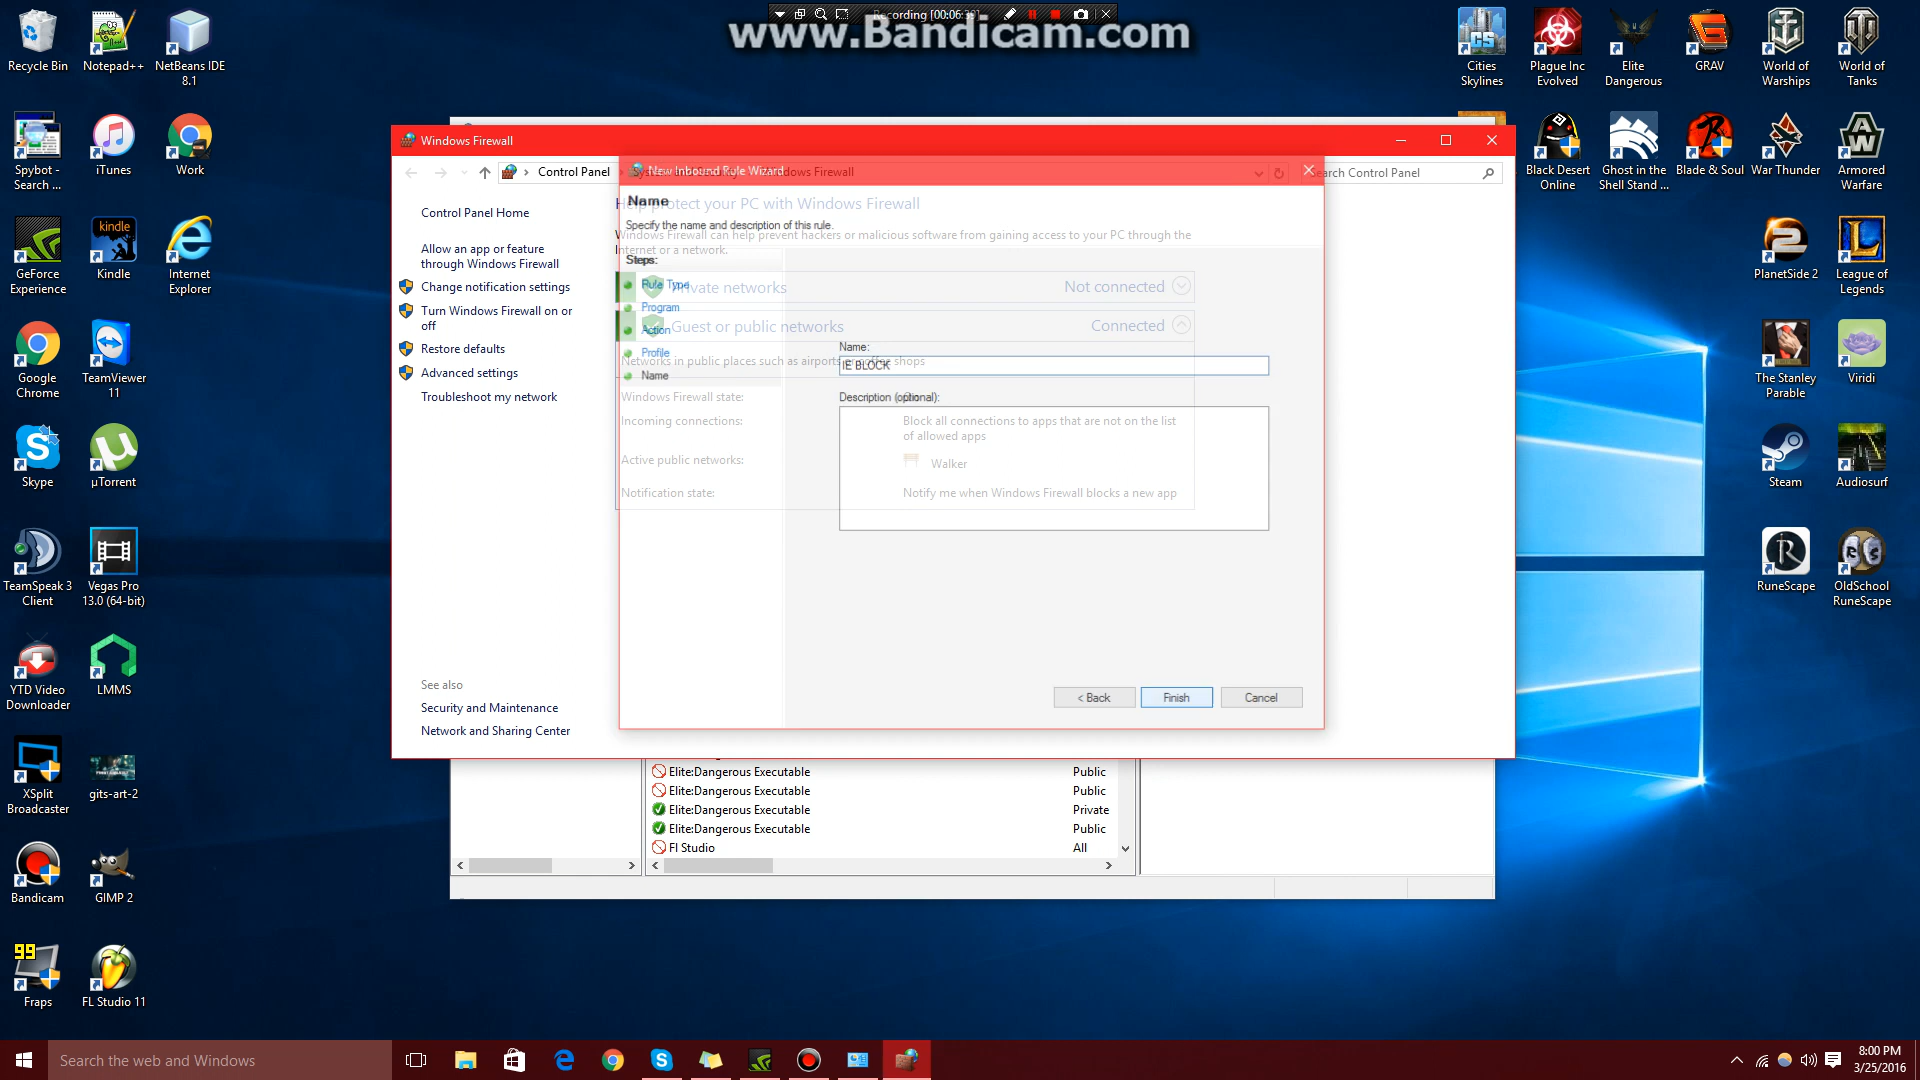 Recording [00:06:
www.Bandicam.com
Recycle Bin
Notepad++
NetBeans IDE
8.1
Cities
Skylines
Plague Inc
Evolved
Elite
Dangerous
GRAV
World of
Warships
World of
Tanks
Spybot -
Search ...
iTunes
Work
Black Desert
Online
Ghost in the
Shell Stand ...
Blade & Soul
War Thunder
Armored
Warfare
GeForce
Experience
Kindle
Internet
Explorer
PlanetSide 2
League of
Legends
Google
Chrome
TeamViewer
11
The Stanley
Parable
Viridi
Skype
µTorrent
Steam
Audiosurf
TeamSpeak 3
Client
Vegas Pro
13.0 (64-bit)
RuneScape
OldSchool
RuneScape
YTD Video
Downloader
LMMS
XSplit
Broadcaster
gits-art-2
Bandicam
GIMP 2
99
Fraps
FL Studio 11
Windows Firewall
Control Panel
Windows Firewall
Search Control Panel
Control Panel Home
Allow an app or feature
through Windows Firewall
Change notification settings
Turn Windows Firewall on or
off
Restore defaults
Advanced settings
Troubleshoot my network
See also
Security and Maintenance
Network and Sharing Center
Help protect your PC with Windows Firewall
Windows Firewall can help prevent hackers or malicious software from gaining access to your PC through the
Internet or a network.
Private networks
Not connected
Guest or public networks
Connected
Networks in public places such as airports or coffee shops
Windows Firewall state:
On
Incoming connections:
Block all connections to apps that are not on the list
of allowed apps
Active public networks:
Walker
Notification state:
Notify me when Windows Firewall blocks a new app
New Inbound Rule Wizard
Name
Specify the name and description of this rule.
Steps:
Rule Type
Program
Action
Profile
Name
Name:
IE BLOCK
Description (optional):
< Back
Finish
Cancel
Elite:Dangerous Executable
Public
Elite:Dangerous Executable
Public
Elite:Dangerous Executable
Private
Elite:Dangerous Executable
Public
Fl Studio
All
Search the web and Windows
8:00 PM
3/25/2016